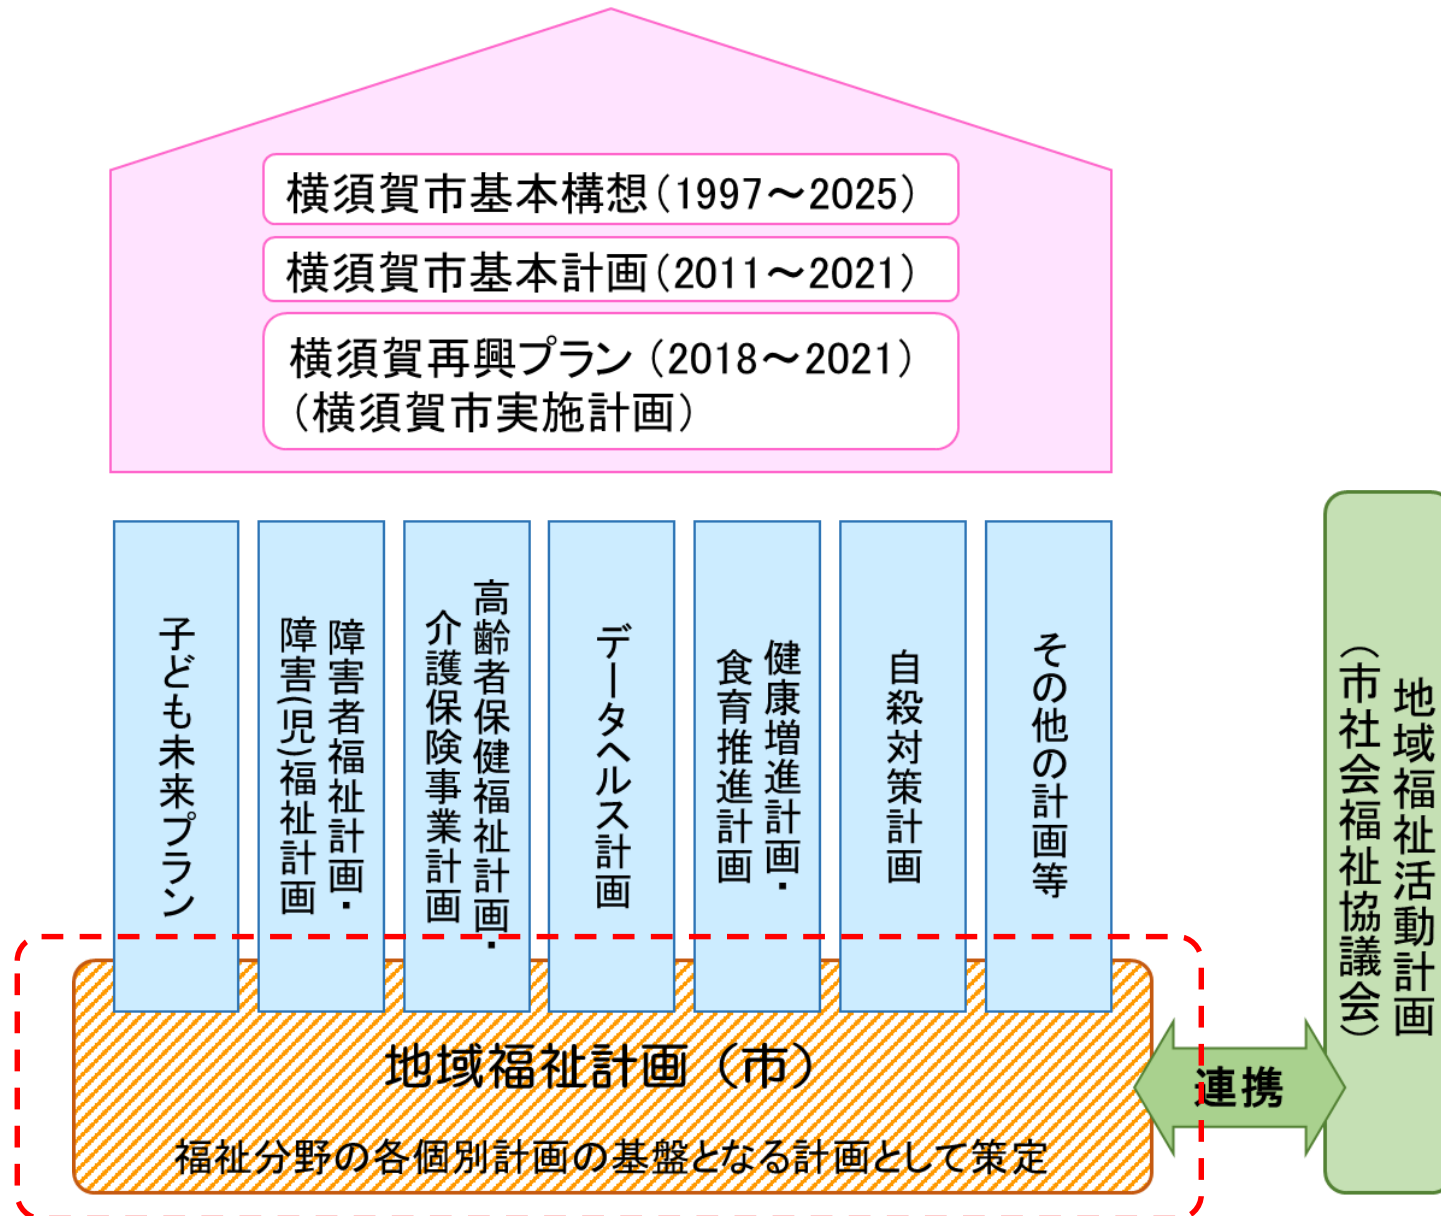 横須賀市基本構想（1997～2025）
横須賀市基本計画（2011～2021）
横須賀再興プラン（2018～2021）
（横須賀市実施計画）
子ども未来プラン
障害者福祉計画・
障害(児)福祉計画
高齢者保健福祉計画・
介護保険事業計画
データヘルス計画
健康増進計画・
食育推進計画
自殺対策計画
その他の計画等
地域福祉活動計画
（市社会福祉協議会）
地域福祉計画（市）
連携
福祉分野の各個別計画の基盤となる計画として策定